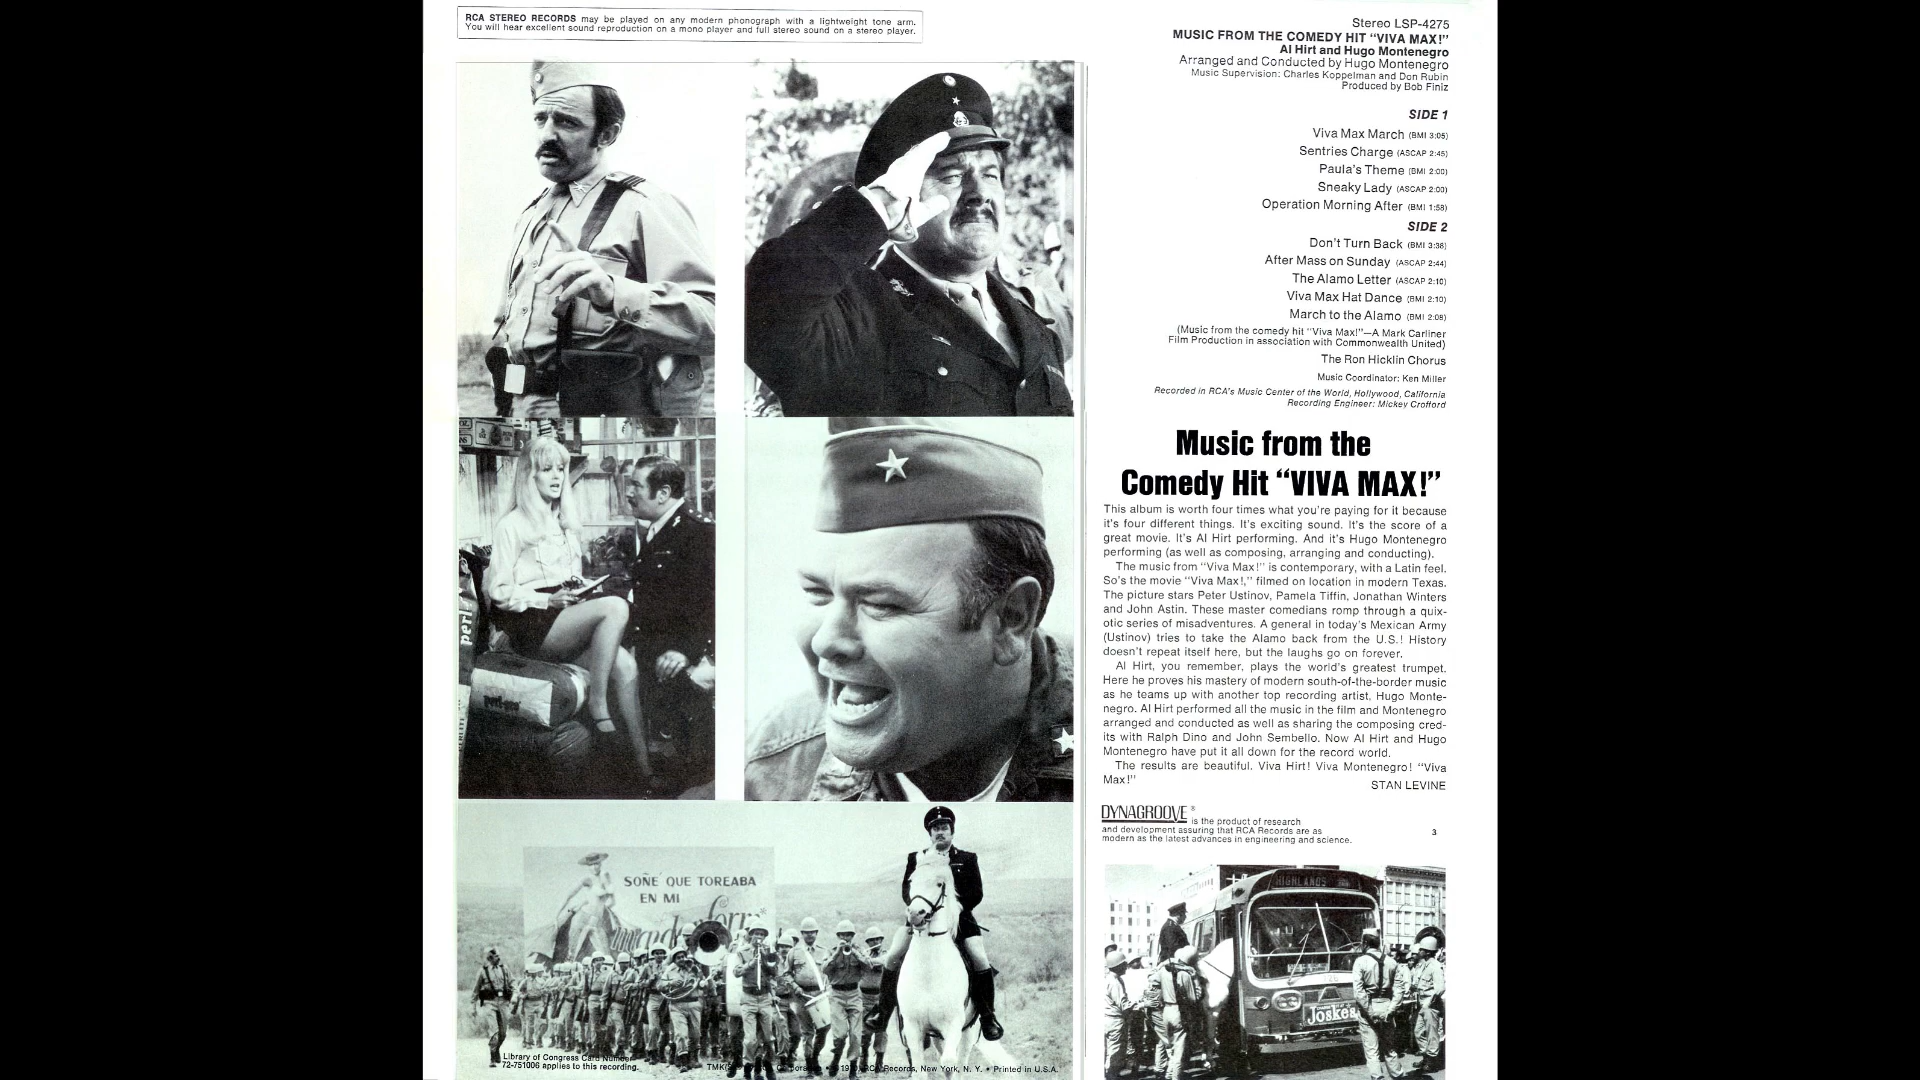 RCA STEREO RECORDS may be played on any modern phonograph with a lightweight tone arm.
You will hear excellent sound reproduction on a mono player and full stereo sound on a stereo player.
Stereo LSP-4275
MUSIC FROM THE COMEDY HIT “VIVA MAX!”
Al Hirt and Hugo Montenegro
Arranged and Conducted by Hugo Montenegro
Music Supervision: Charles Koppelman and Don Rubin
Produced by Bob Finiz
SIDE 1
Viva Max March (BMI 3:05)
Sentries Charge (ASCAP 2:45)
Paula's Theme (BMI 2:00)
Sneaky Lady (ASCAP 2:00)
Operation Morning After (BMI 1:58)
SIDE 2
Don't Turn Back (BMI 3:38)
After Mass on Sunday (ASCAP 2:44)
The Alamo Letter (ASCAP 2:10)
Viva Max Hat Dance (BMI 2:10)
March to the Alamo (BMI 2:08)
(Music from the comedy hit “Viva Max!”—A Mark Carliner
Film Production in association with Commonwealth United)
The Ron Hicklin Chorus
Music Coordinator: Ken Miller
Recorded in RCA's Music Center of the World, Hollywood, California
Recording Engineer: Mickey Crofford
Music from the
Comedy Hit “VIVA MAX!”
This album is worth four times what you're paying for it because
it's four different things. It's exciting sound. It's the score of a
great movie. It's Al Hirt performing. And it's Hugo Montenegro
performing (as well as composing, arranging and conducting).
The music from “Viva Max!” is contemporary, with a Latin feel.
So's the movie “Viva Max!,” filmed on location in modern Texas.
The picture stars Peter Ustinov, Pamela Tiffin, Jonathan Winters
and John Astin. These master comedians romp through a quix-
otic series of misadventures. A general in today's Mexican Army
(Ustinov) tries to take the Alamo back from the U.S.! History
doesn't repeat itself here, but the laughs go on forever.
Al Hirt, you remember, plays the world's greatest trumpet.
Here he proves his mastery of modern south-of-the-border music
as he teams up with another top recording artist, Hugo Monte-
negro. Al Hirt performed all the music in the film and Montenegro
arranged and conducted as well as sharing the composing cred-
its with Ralph Dino and John Sembello. Now Al Hirt and Hugo
Montenegro have put it all down for the record world.
The results are beautiful. Viva Hirt! Viva Montenegro! “Viva
Max!”
STAN LEVINE
DYNAGROOVE ® is the product of research
and development assuring that RCA Records are as
modern as the latest advances in engineering and science.
3
perl
SOÑE QUE TOREABA
EN MI
HIGHLANDS
Joskes
Library of Congress Card Number
72-751006 applies to this recording.
RCA Records, New York, N. Y. • Printed in U.S.A.